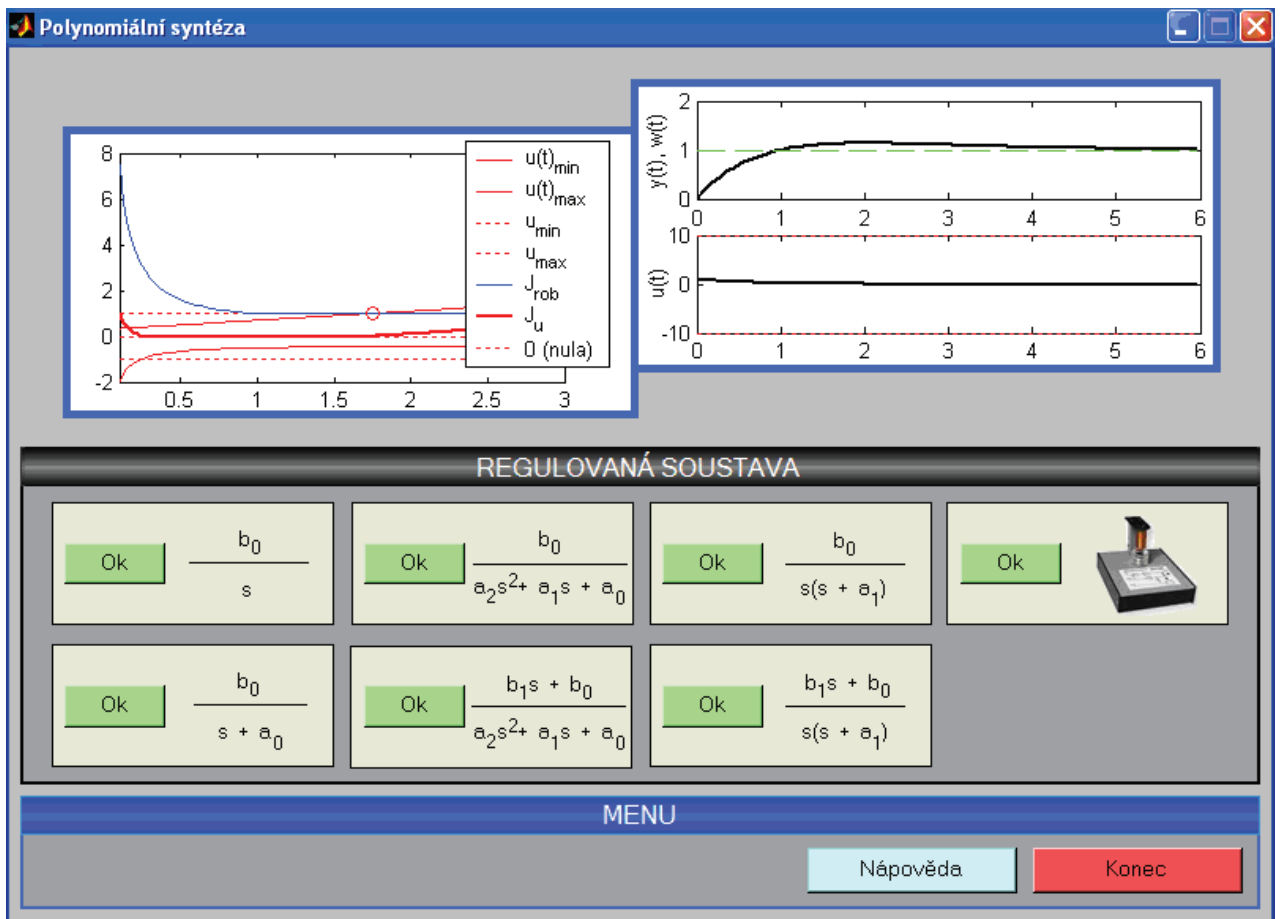 Polynomiální syntéza
8
6
4
2
0
-2
0.5 1 1.5 2 2.5 3
u(t)min
u(t)max
umin
umax
Jrob
Ju
0 (nula)
y(t), w(t)
2
1
0
0 1 2 3 4 5 6
u(t)
10
0
-10
0 1 2 3 4 5 6
REGULOVANÁ SOUSTAVA
Ok
b0
s
Ok
b0
a2s2+ a1s + a0
Ok
b0
s(s + a1)
Ok
Ok
b0
s + a0
Ok
b1s + b0
a2s2+ a1s + a0
Ok
b1s + b0
s(s + a1)
MENU
Nápověda
Konec